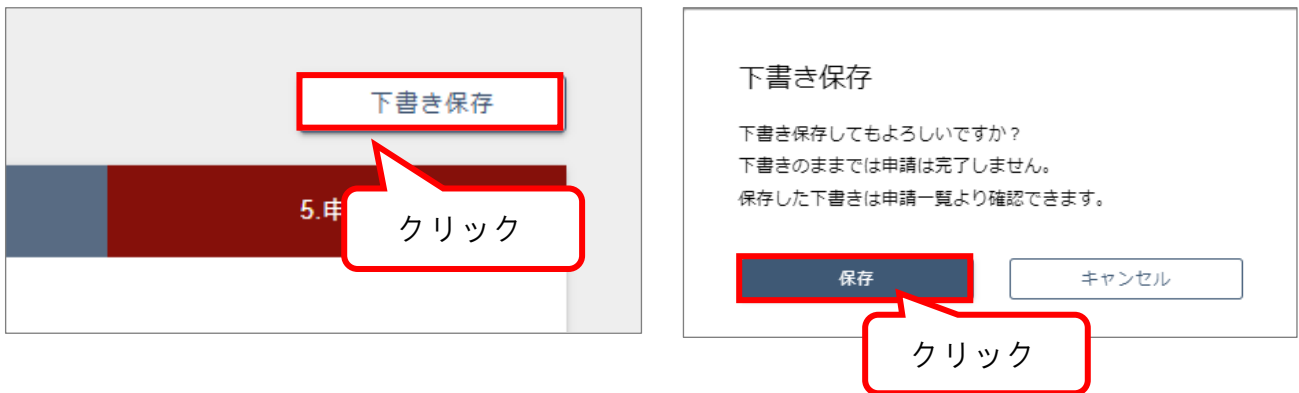 下書き保存
5.申
クリック
下書き保存
下書き保存してもよろしいですか？
下書きのままでは申請は完了しません。
保存した下書きは申請一覧より確認できます。
保存
キャンセル
クリック